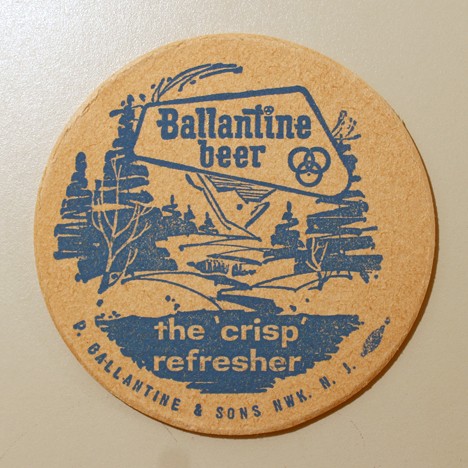 Ballantine
beer
the 'crisp'
refresher
P. BALLANTINE & SONS NWK. N. J.